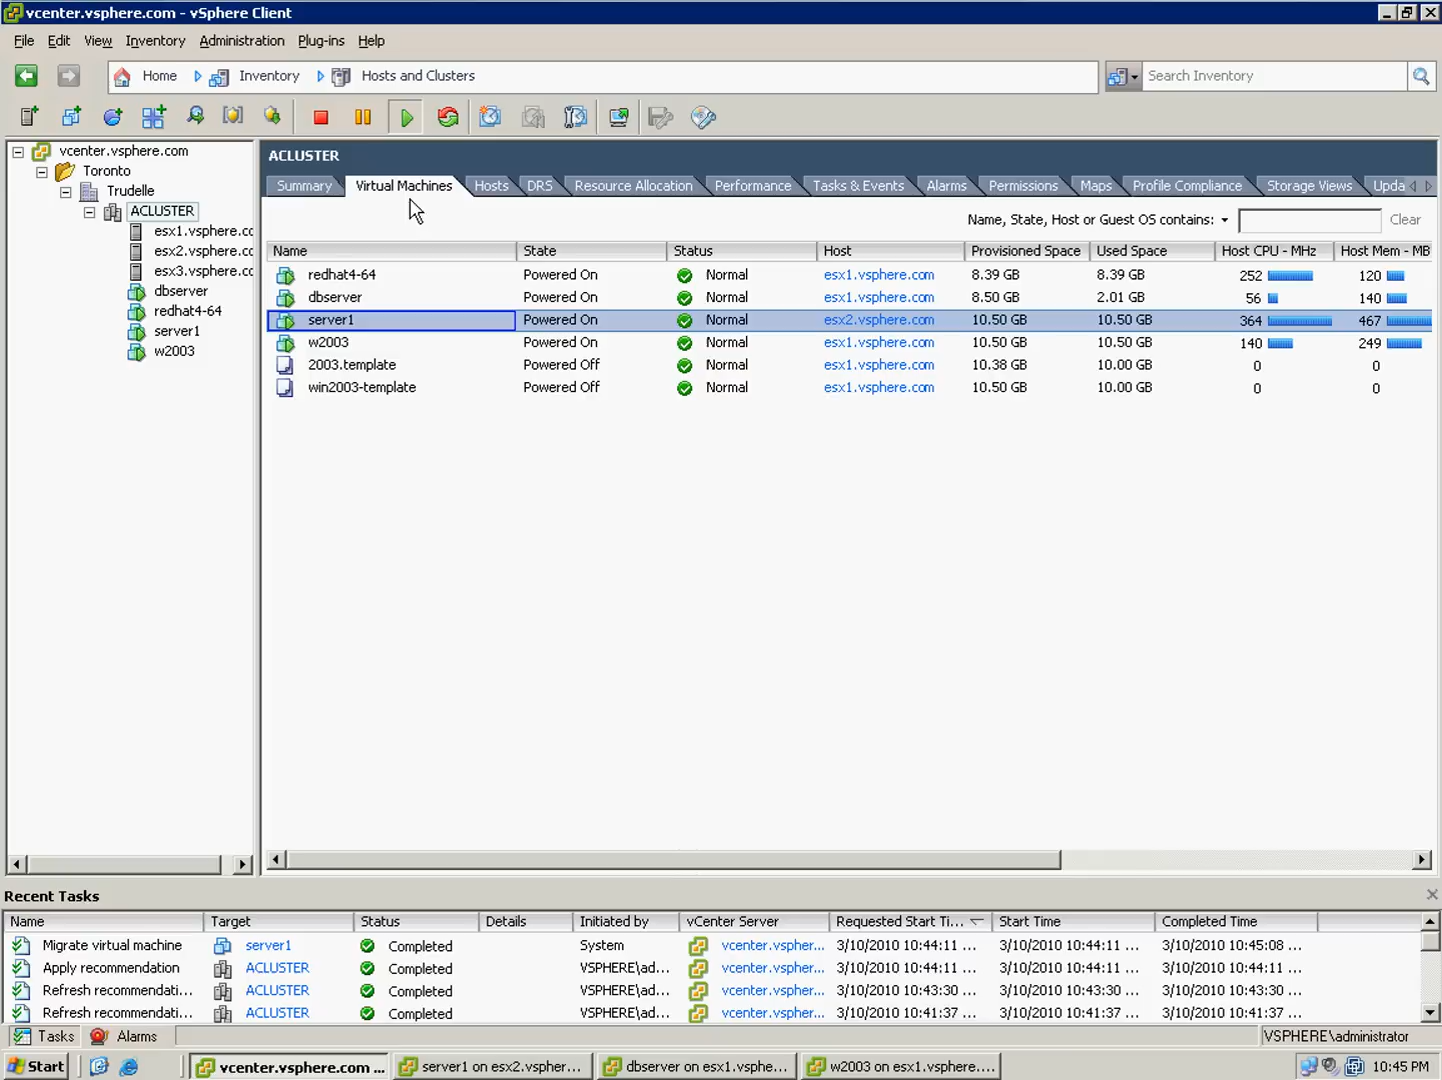 vcenter.vsphere.com - vSphere Client
File Edit View Inventory Administration Plug-ins Help
Home Inventory Hosts and Clusters Search Inventory
vcenter.vsphere.com
Toronto
Trudelle
ACLUSTER
esx1.vsphere.cc
esx2.vsphere.cc
esx3.vsphere.cc
dbserver
redhat4-64
server1
w2003
ACLUSTER
Summary Virtual Machines Hosts DRS Resource Allocation Performance Tasks & Events Alarms Permissions Maps Profile Compliance Storage Views Upda
Name, State, Host or Guest OS contains: Clear
Name State Status Host Provisioned Space Used Space Host CPU - MHz Host Mem - MB
redhat4-64 Powered On Normal esx1.vsphere.com 8.39 GB 8.39 GB 252 120
dbserver Powered On Normal esx1.vsphere.com 8.50 GB 2.01 GB 56 140
server1 Powered On Normal esx2.vsphere.com 10.50 GB 10.50 GB 364 467
w2003 Powered On Normal esx1.vsphere.com 10.50 GB 10.50 GB 140 249
2003.template Powered Off Normal esx1.vsphere.com 10.38 GB 10.00 GB 0 0
win2003-template Powered Off Normal esx1.vsphere.com 10.50 GB 10.00 GB 0 0
Recent Tasks
Name Target Status Details Initiated by vCenter Server Requested Start Ti... Start Time Completed Time
Migrate virtual machine server1 Completed System vcenter.vspher... 3/10/2010 10:44:11 ... 3/10/2010 10:44:11 ... 3/10/2010 10:45:08 ...
Apply recommendation ACLUSTER Completed VSPHERE\ad... vcenter.vspher... 3/10/2010 10:44:11 ... 3/10/2010 10:44:11 ... 3/10/2010 10:44:11 ...
Refresh recommendati... ACLUSTER Completed VSPHERE\ad... vcenter.vspher... 3/10/2010 10:43:30 ... 3/10/2010 10:43:30 ... 3/10/2010 10:43:30 ...
Refresh recommendati... ACLUSTER Completed VSPHERE\ad... vcenter.vspher... 3/10/2010 10:41:37 ... 3/10/2010 10:41:37 ... 3/10/2010 10:41:37 ...
Tasks Alarms VSPHERE\administrator
Start vcenter.vsphere.com ... server1 on esx2.vspher... dbserver on esx1.vsphe... w2003 on esx1.vsphere.... 10:45 PM